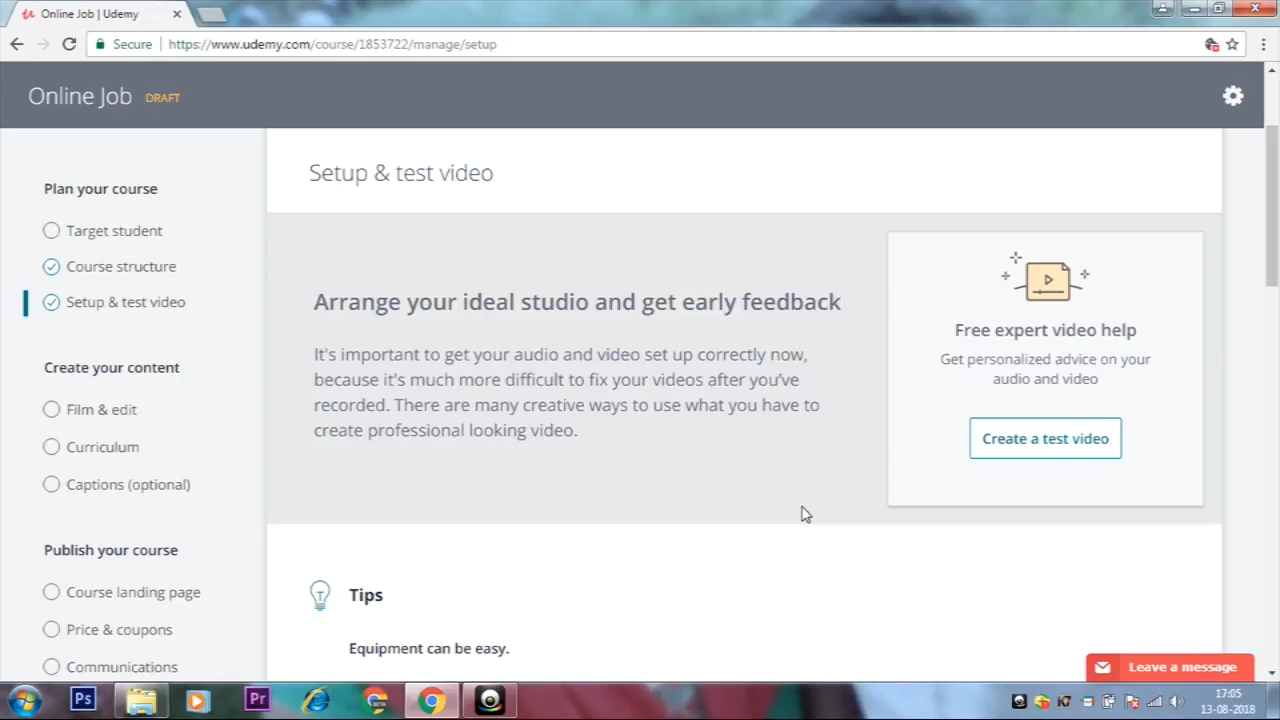 Online Job | Udemy
Secure
https://www.udemy.com/course/1853722/manage/setup
Online Job DRAFT
Plan your course
Target student
Course structure
Setup & test video
Create your content
Film & edit
Curriculum
Captions (optional)
Publish your course
Course landing page
Price & coupons
Communications
Setup & test video
Arrange your ideal studio and get early feedback
It's important to get your audio and video set up correctly now,
because it's much more difficult to fix your videos after you've
recorded. There are many creative ways to use what you have to
create professional looking video.
Free expert video help
Get personalized advice on your
audio and video
Create a test video
Tips
Equipment can be easy.
Leave a message
Ps
Pr
BETA
17:05
13-08-2018